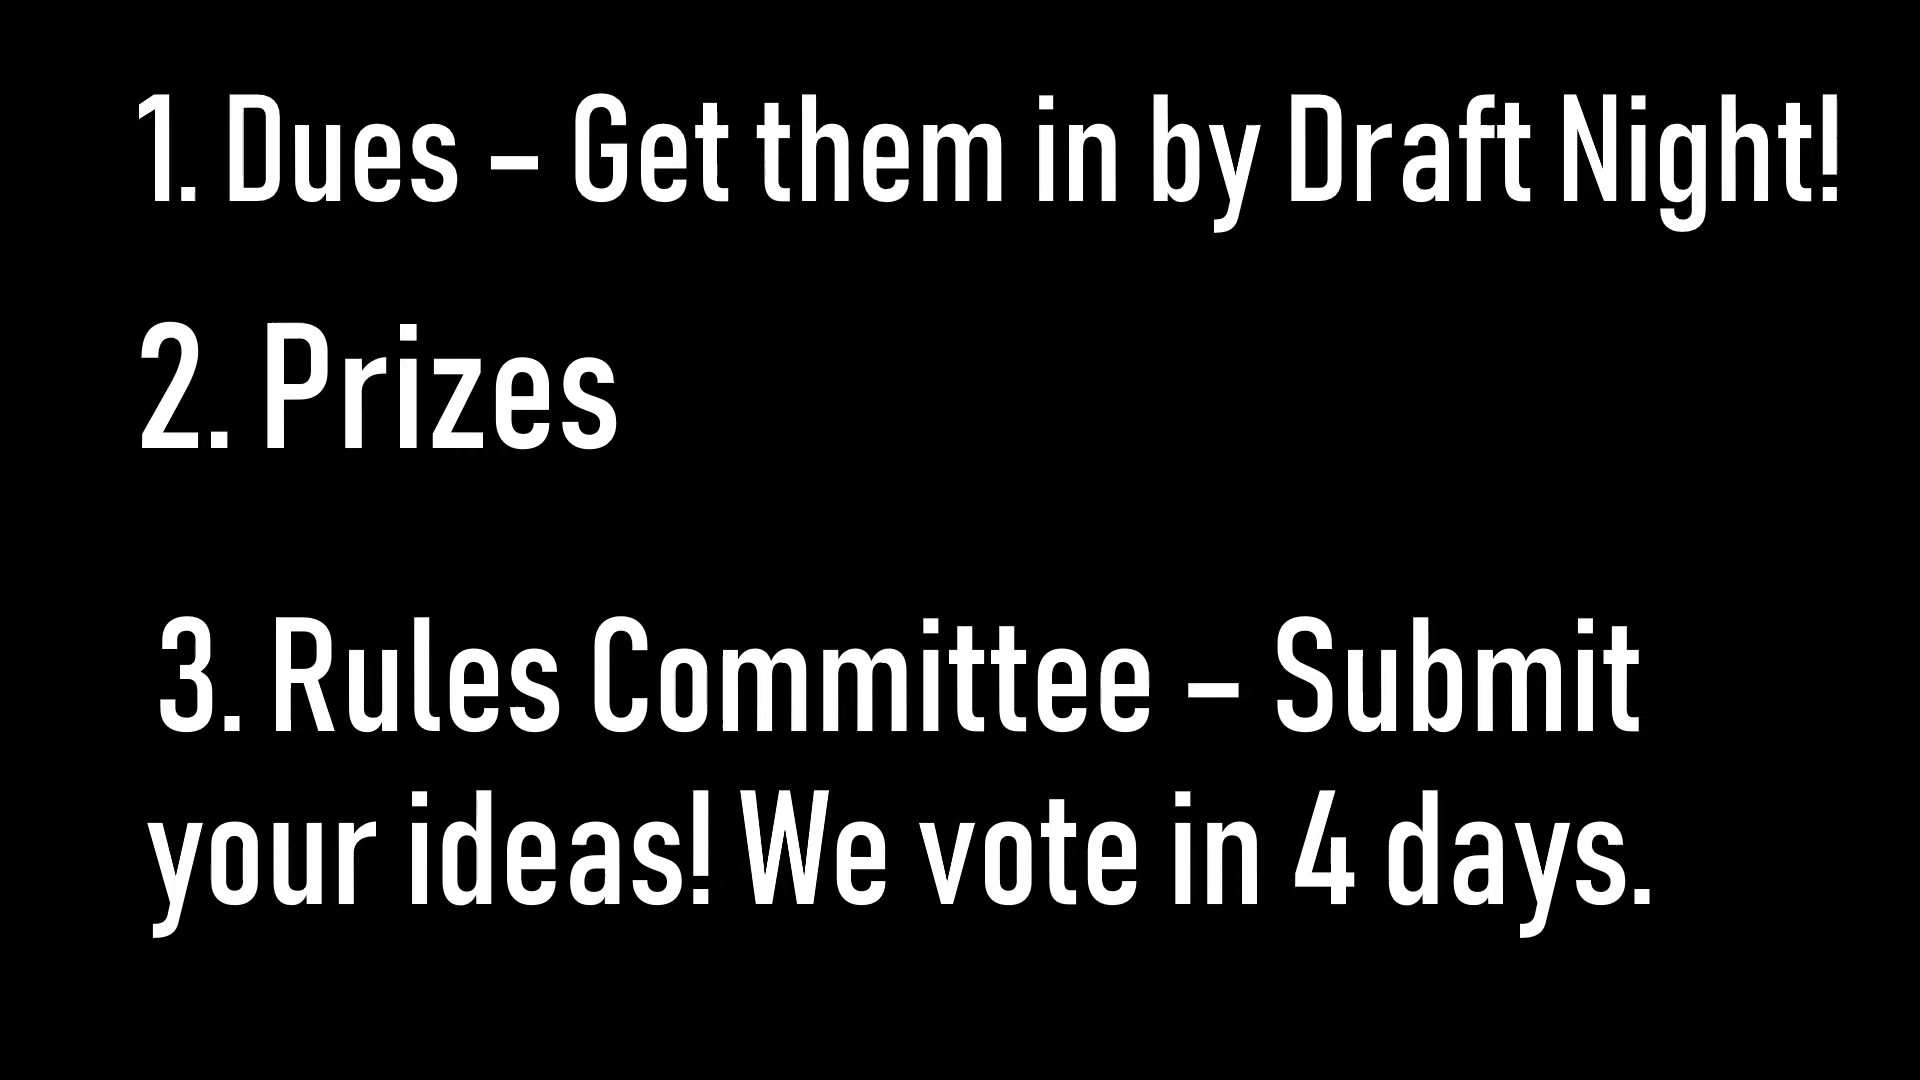 1. Dues – Get them in by Draft Night!
2. Prizes
3. Rules Committee – Submit
your ideas! We vote in 4 days.